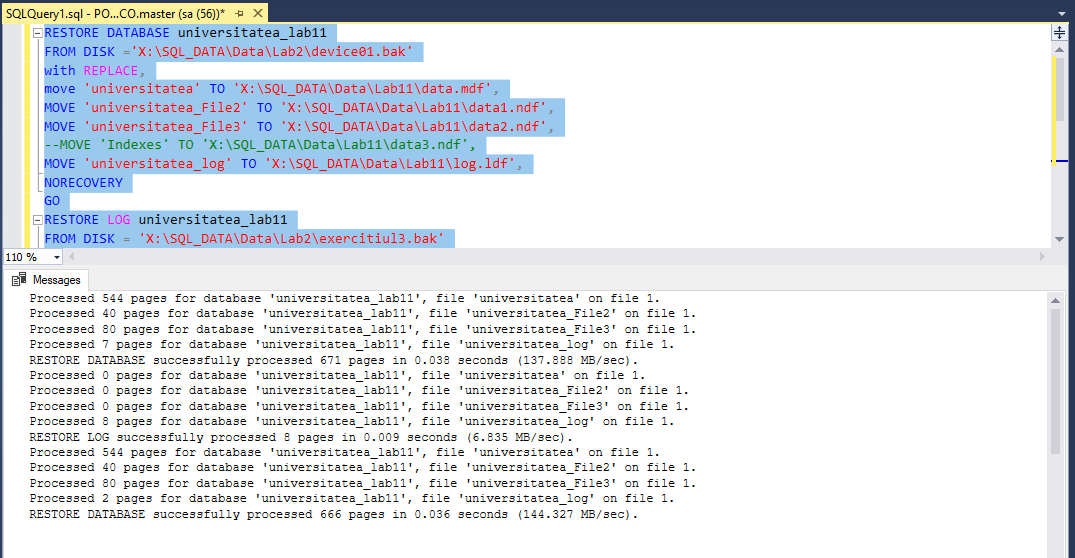 SQLQuery1.sql - PO...CO.master (sa (56))*
RESTORE DATABASE universitatea_lab11
FROM DISK ='X:\SQL_DATA\Data\Lab2\device01.bak'
with REPLACE,
move 'universitatea' TO 'X:\SQL_DATA\Data\Lab11\data.mdf',
MOVE 'universitatea_File2' TO 'X:\SQL_DATA\Data\Lab11\data1.ndf',
MOVE 'universitatea_File3' TO 'X:\SQL_DATA\Data\Lab11\data2.ndf',
--MOVE 'Indexes' TO 'X:\SQL_DATA\Data\Lab11\data3.ndf',
MOVE 'universitatea_log' TO 'X:\SQL_DATA\Data\Lab11\log.ldf',
NORECOVERY
GO
RESTORE LOG universitatea_lab11
FROM DISK = 'X:\SQL_DATA\Data\Lab2\exercitiul3.bak'
110 %
Messages
Processed 544 pages for database 'universitatea_lab11', file 'universitatea' on file 1.
Processed 40 pages for database 'universitatea_lab11', file 'universitatea_File2' on file 1.
Processed 80 pages for database 'universitatea_lab11', file 'universitatea_File3' on file 1.
Processed 7 pages for database 'universitatea_lab11', file 'universitatea_log' on file 1.
RESTORE DATABASE successfully processed 671 pages in 0.038 seconds (137.888 MB/sec).
Processed 0 pages for database 'universitatea_lab11', file 'universitatea' on file 1.
Processed 0 pages for database 'universitatea_lab11', file 'universitatea_File2' on file 1.
Processed 0 pages for database 'universitatea_lab11', file 'universitatea_File3' on file 1.
Processed 8 pages for database 'universitatea_lab11', file 'universitatea_log' on file 1.
RESTORE LOG successfully processed 8 pages in 0.009 seconds (6.835 MB/sec).
Processed 544 pages for database 'universitatea_lab11', file 'universitatea' on file 1.
Processed 40 pages for database 'universitatea_lab11', file 'universitatea_File2' on file 1.
Processed 80 pages for database 'universitatea_lab11', file 'universitatea_File3' on file 1.
Processed 2 pages for database 'universitatea_lab11', file 'universitatea_log' on file 1.
RESTORE DATABASE successfully processed 666 pages in 0.036 seconds (144.327 MB/sec).